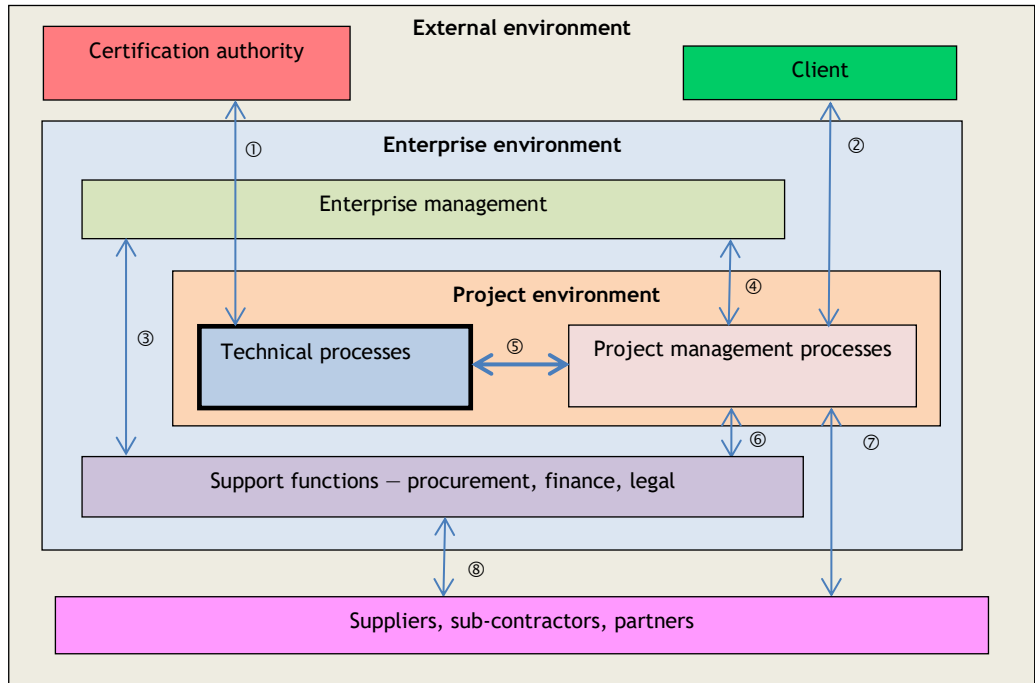 External environment
Certification authority
Client
①
②
Enterprise environment
Enterprise management
③
④
Project environment
Technical processes
⑤
Project management processes
⑥
⑦
Support functions — procurement, finance, legal
⑧
Suppliers, sub-contractors, partners